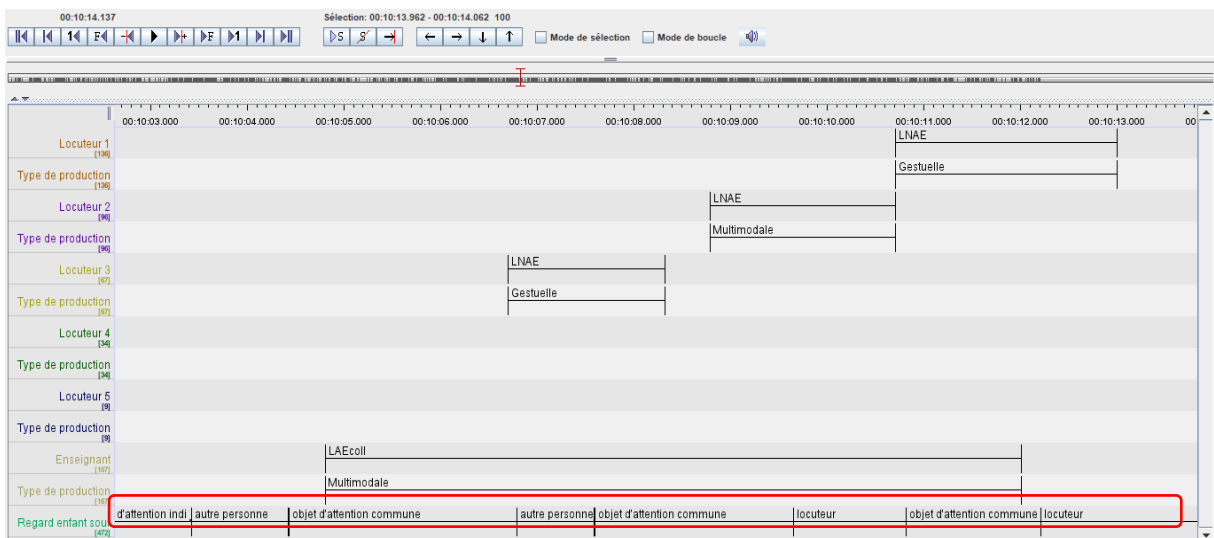 00:10:14.137 Sélection: 00:10:13.962 - 00:10:14.062 100
1 F F 1 S S Mode de sélection Mode de boucle
00:10:03.000 00:10:04.000 00:10:05.000 00:10:06.000 00:10:07.000 00:10:08.000 00:10:09.000 00:10:10.000 00:10:11.000 00:10:12.000 00:10:13.000 00
Locuteur 1 LNAE
[136]
Type de production Gestuelle
[136]
Locuteur 2 LNAE
[96]
Type de production Multimodale
[96]
Locuteur 3 LNAE
[67]
Type de production Gestuelle
[67]
Locuteur 4
[34]
Type de production
[34]
Locuteur 5
[9]
Type de production
[9]
Enseignant LAEcoll
[167]
Type de production Multimodale
[167]
Regard enfant sou d'attention indi autre personne objet d'attention commune autre personne objet d'attention commune locuteur objet d'attention commune locuteur
[472]